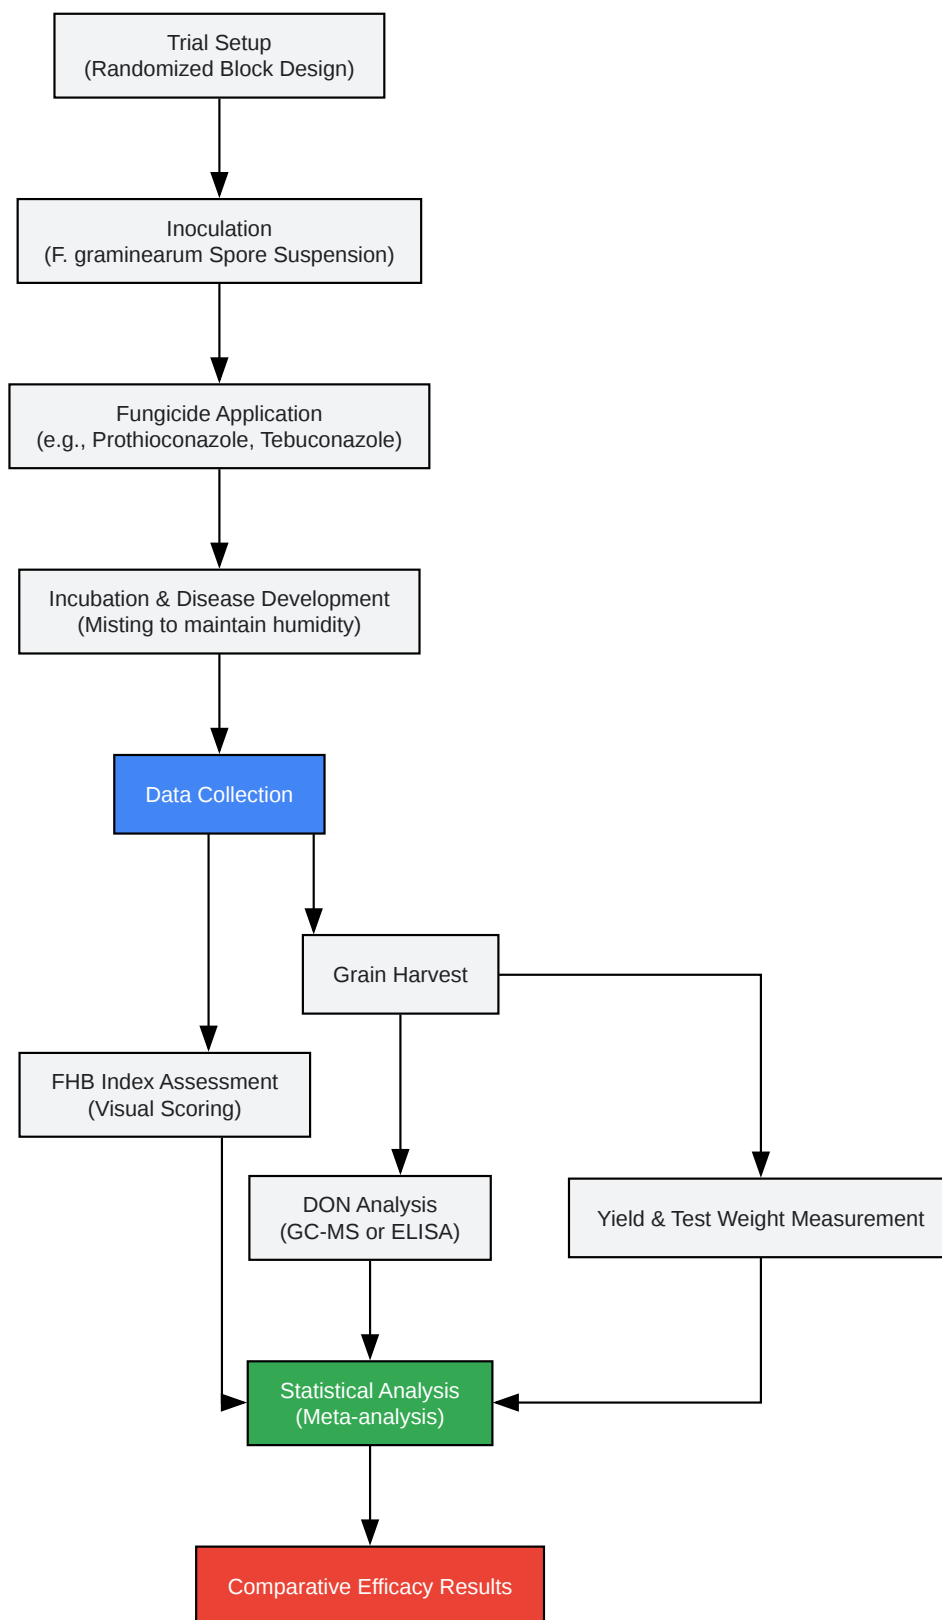 Trial Setup
(Randomized Block Design)
Inoculation
(F. graminearum Spore Suspension)
Fungicide Application
(e.g., Prothioconazole, Tebuconazole)
Incubation & Disease Development
(Misting to maintain humidity)
Data Collection
Grain Harvest
FHB Index Assessment
(Visual Scoring)
DON Analysis
(GC-MS or ELISA)
Yield & Test Weight Measurement
Statistical Analysis
(Meta-analysis)
Comparative Efficacy Results